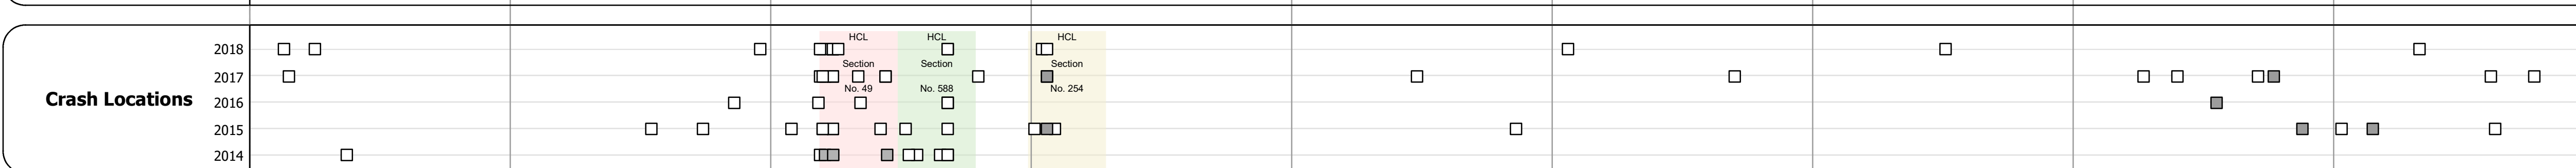 Crash Locations
2018
2017
2016
2015
2014
HCL
Section
No. 49
HCL
Section
No. 588
HCL
Section
No. 254